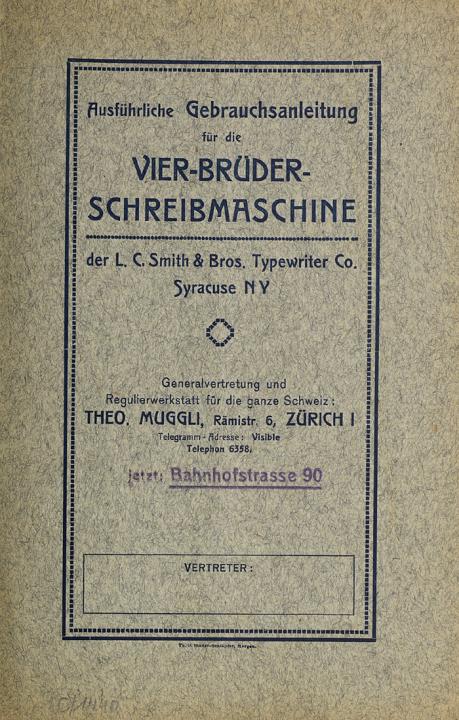 Ausführliche Gebrauchsanleitung
für die
VIER-BRÜDER-
SCHREIBMASCHINE
der L. C. Smith & Bros. Typewriter Co.
Syracuse N Y
Generalvertretung und
Regulierwerkstatt für die ganze Schweiz:
THEO. MUGGLI, Rämistr. 6, ZÜRICH I
Telegramm-Adresse: Visible
Telephon 6358.
jetzt: Bahnhofstrasse 90
VERTRETER: